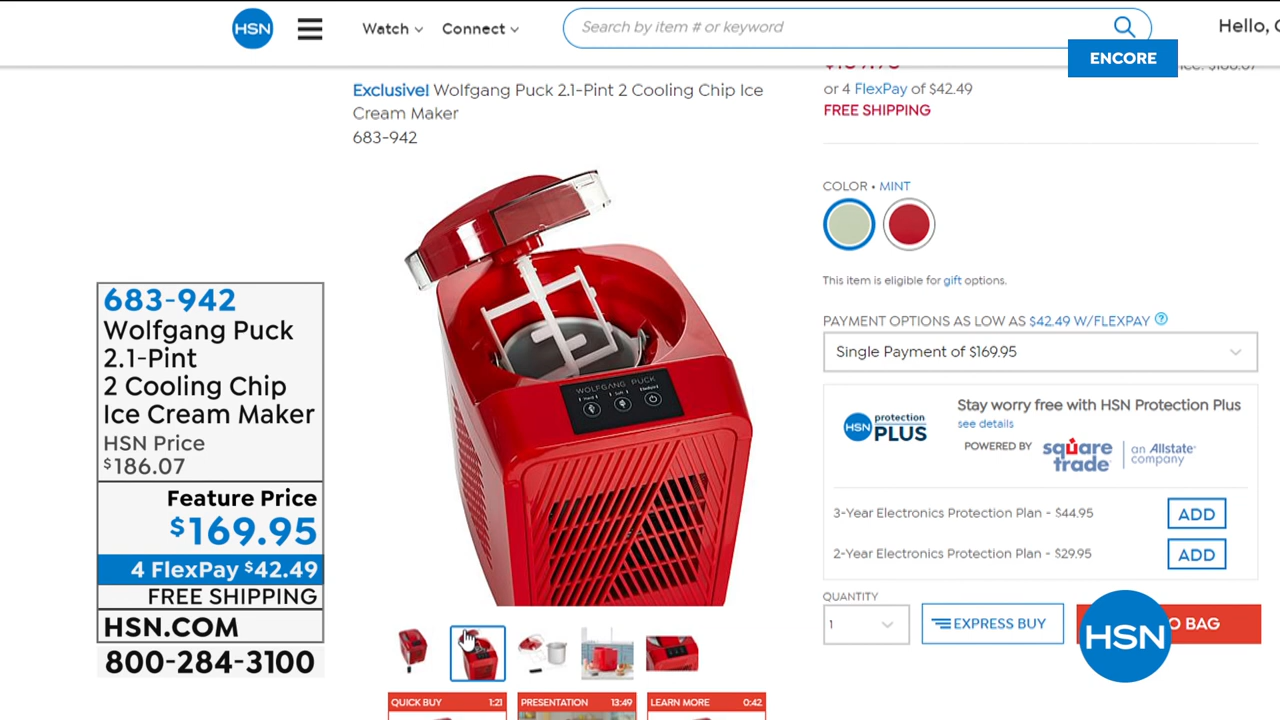 HSN
Watch
Connect
Search by item # or keyword
Hello,
ENCORE
Exclusive! Wolfgang Puck 2.1-Pint 2 Cooling Chip Ice
Cream Maker
683-942
or 4 FlexPay of $42.49
FREE SHIPPING
COLOR • MINT
This item is eligible for gift options.
PAYMENT OPTIONS AS LOW AS $42.49 W/FLEXPAY ?
Single Payment of $169.95
HSN protection PLUS
Stay worry free with HSN Protection Plus
see details
POWERED BY square trade | an Allstate company
3-Year Electronics Protection Plan - $44.95
ADD
2-Year Electronics Protection Plan - $29.95
ADD
QUANTITY
1
EXPRESS BUY
O BAG
HSN
WOLFGANG PUCK
683-942
Wolfgang Puck
2.1-Pint
2 Cooling Chip
Ice Cream Maker
HSN Price
$186.07
Feature Price
$169.95
4 FlexPay $42.49
FREE SHIPPING
HSN.COM
800-284-3100
QUICK BUY 1:21
PRESENTATION 13:49
LEARN MORE 0:42